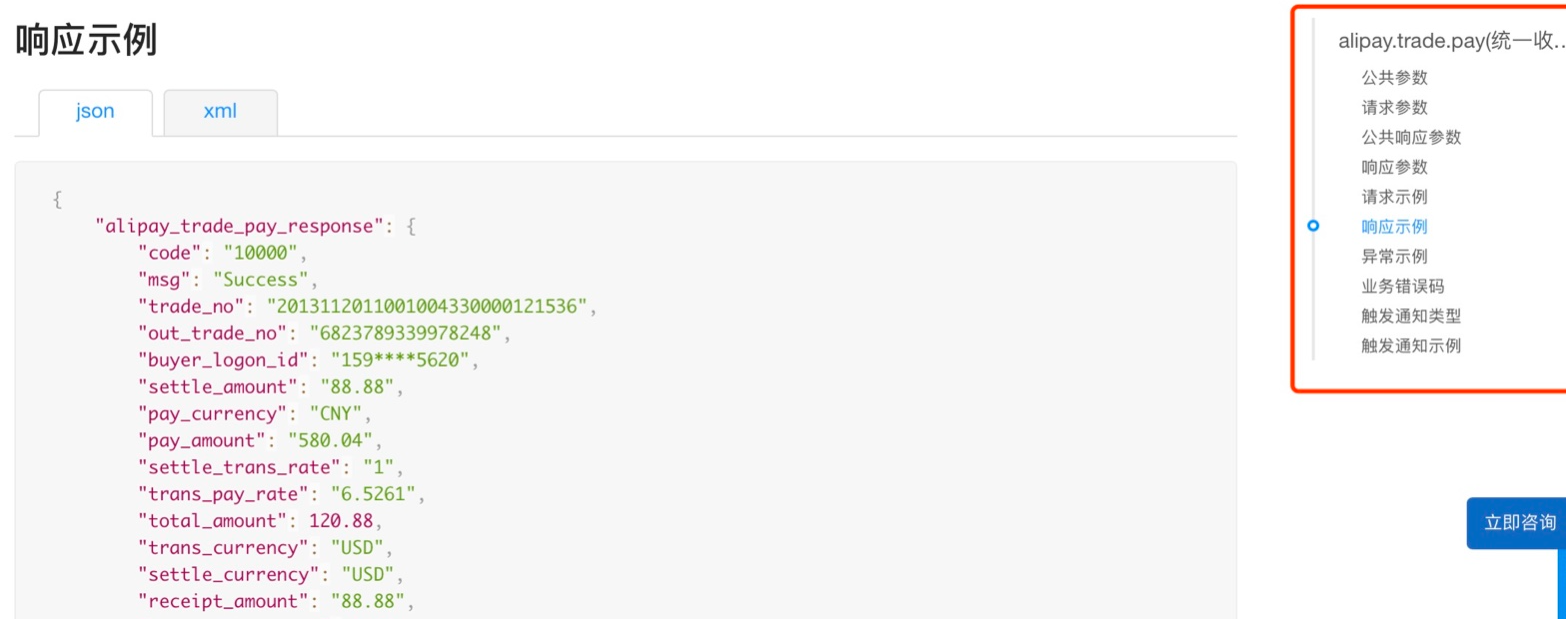 响应示例
json
xml
{
"alipay_trade_pay_response": {
"code": "10000",
"msg": "Success",
"trade_no": "2013112011001004330000121536",
"out_trade_no": "6823789339978248",
"buyer_logon_id": "159****5620",
"settle_amount": "88.88",
"pay_currency": "CNY",
"pay_amount": "580.04",
"settle_trans_rate": "1",
"trans_pay_rate": "6.5261",
"total_amount": 120.88,
"trans_currency": "USD",
"settle_currency": "USD",
"receipt_amount": "88.88",
alipay.trade.pay(统一收...
公共参数
请求参数
公共响应参数
响应参数
请求示例
响应示例
异常示例
业务错误码
触发通知类型
触发通知示例
立即咨询